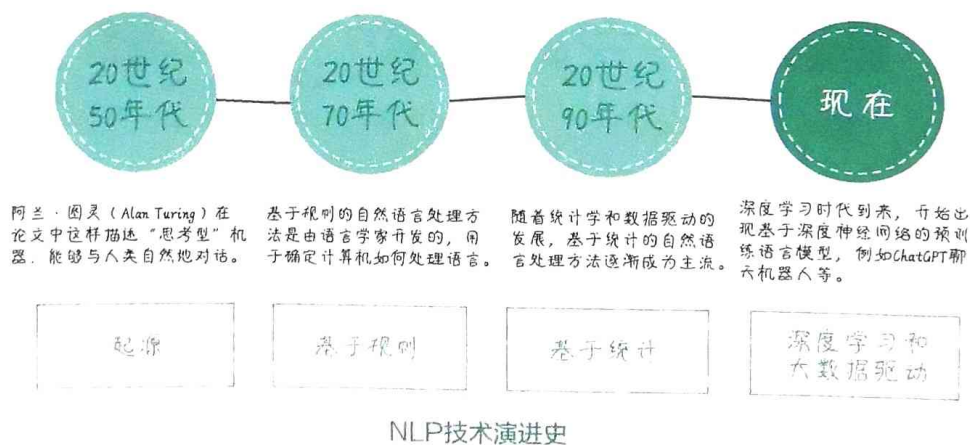 20世纪
50年代
20世纪
70年代
20世纪
90年代
现在
阿兰·图灵（Alan Turing）在
论文中这样描述“思考型”机
器，能够与人类自然地对话。
基于规则的自然语言处理方
法是由语言学家开发的，用
于确定计算机如何处理语言。
随着统计学和数据驱动的
发展，基于统计的自然语
言处理方法逐渐成为主流。
深度学习时代到来，开始出
现基于深度神经网络的预训
练语言模型，例如ChatGPT聊
天机器人等。
起源
基于规则
基于统计
深度学习和
大数据驱动
NLP技术演进史